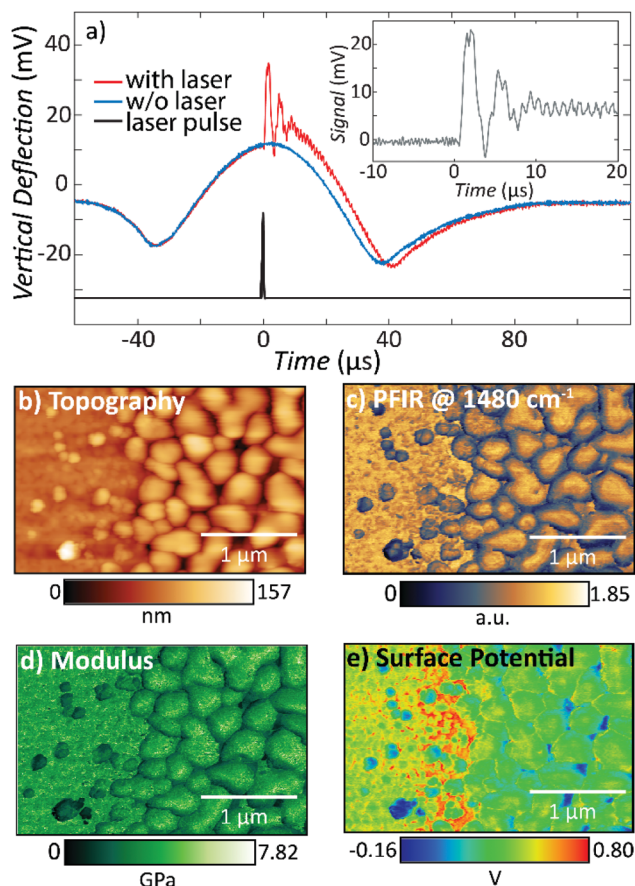 a)
with laser
w/o laser
laser pulse
Vertical Deflection (mV)
40
20
0
-20
-40
0
40
80
Time (μs)
Signal (mV)
20
10
0
-10
0
10
20
Time (μs)
b) Topography
1 μm
0
157
nm
c) PFIR @ 1480 cm⁻¹
1 μm
0
1.85
a.u.
d) Modulus
1 μm
0
7.82
GPa
e) Surface Potential
1 μm
-0.16
0.80
V